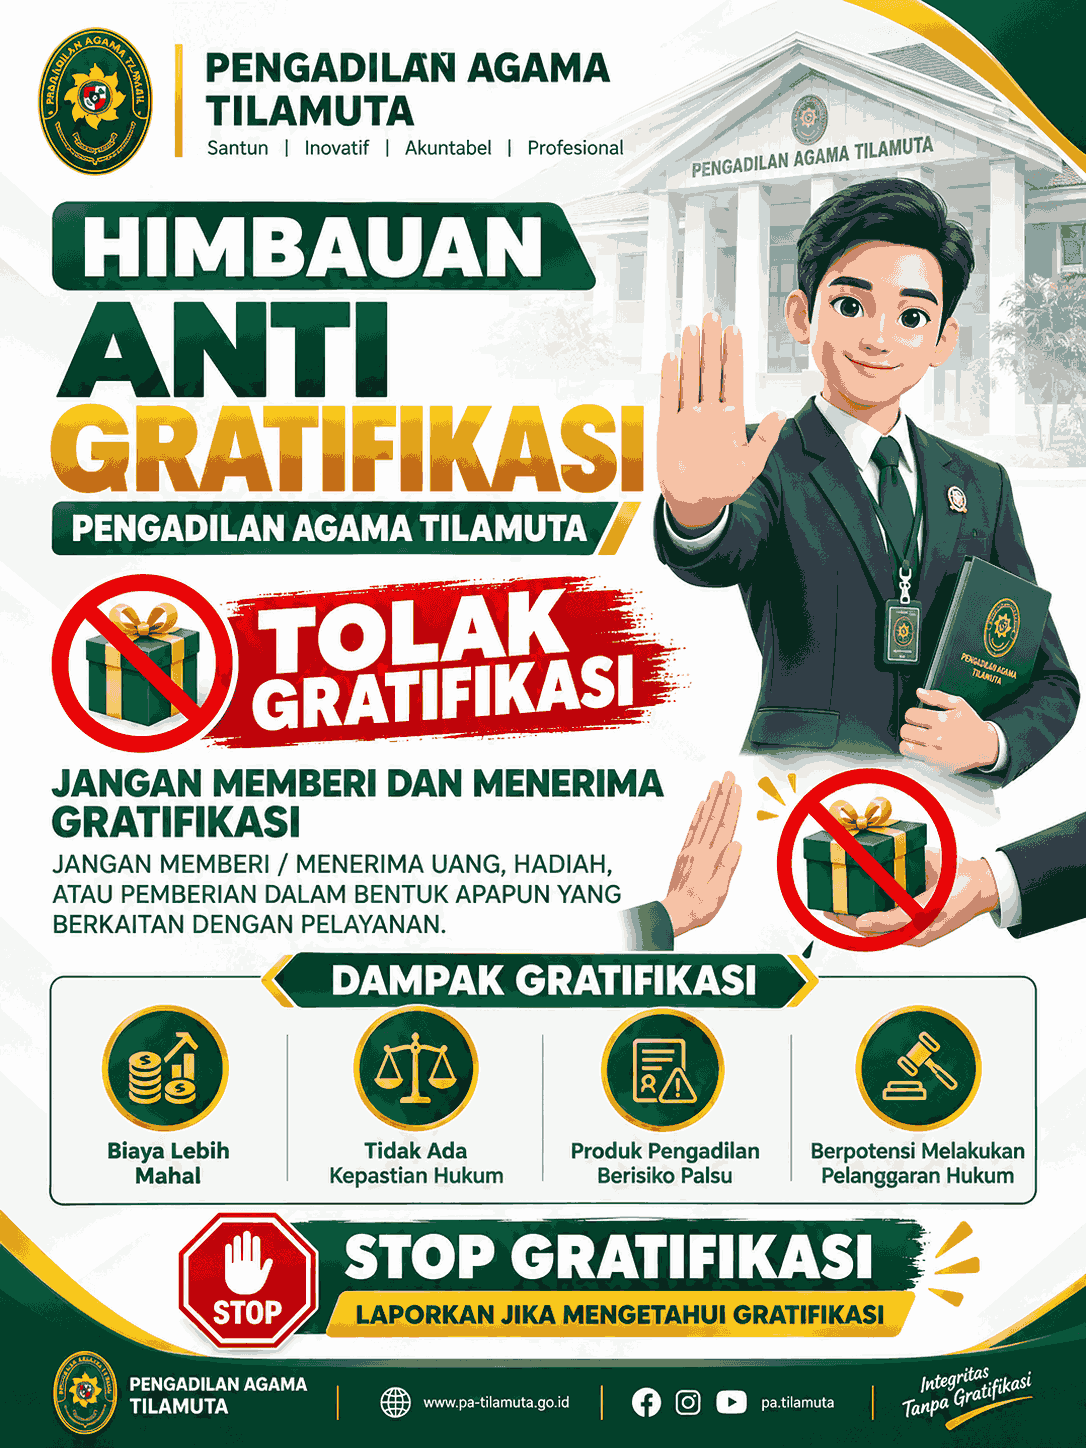 PENGADILAN AGAMA
TILAMUTA
Santun | Inovatif | Akuntabel | Profesional
PENGADILAN AGAMA TILAMUTA
HIMBAUAN
ANTI
GRATIFIKASI
PENGADILAN AGAMA TILAMUTA
TOLAK
GRATIFIKASI
PENGADILAN AGAMA
TILAMUTA
JANGAN MEMBERI DAN MENERIMA
GRATIFIKASI
JANGAN MEMBERI / MENERIMA UANG, HADIAH,
ATAU PEMBERIAN DALAM BENTUK APAPUN YANG
BERKAITAN DENGAN PELAYANAN.
DAMPAK GRATIFIKASI
Biaya Lebih
Mahal
Tidak Ada
Kepastian Hukum
Produk Pengadilan
Berisiko Palsu
Berpotensi Melakukan
Pelanggaran Hukum
STOP
STOP GRATIFIKASI
LAPORKAN JIKA MENGETAHUI GRATIFIKASI
PENGADILAN AGAMA
TILAMUTA
www.pa-tilamuta.go.id
pa.tilamuta
Integritas
Tanpa Gratifikasi